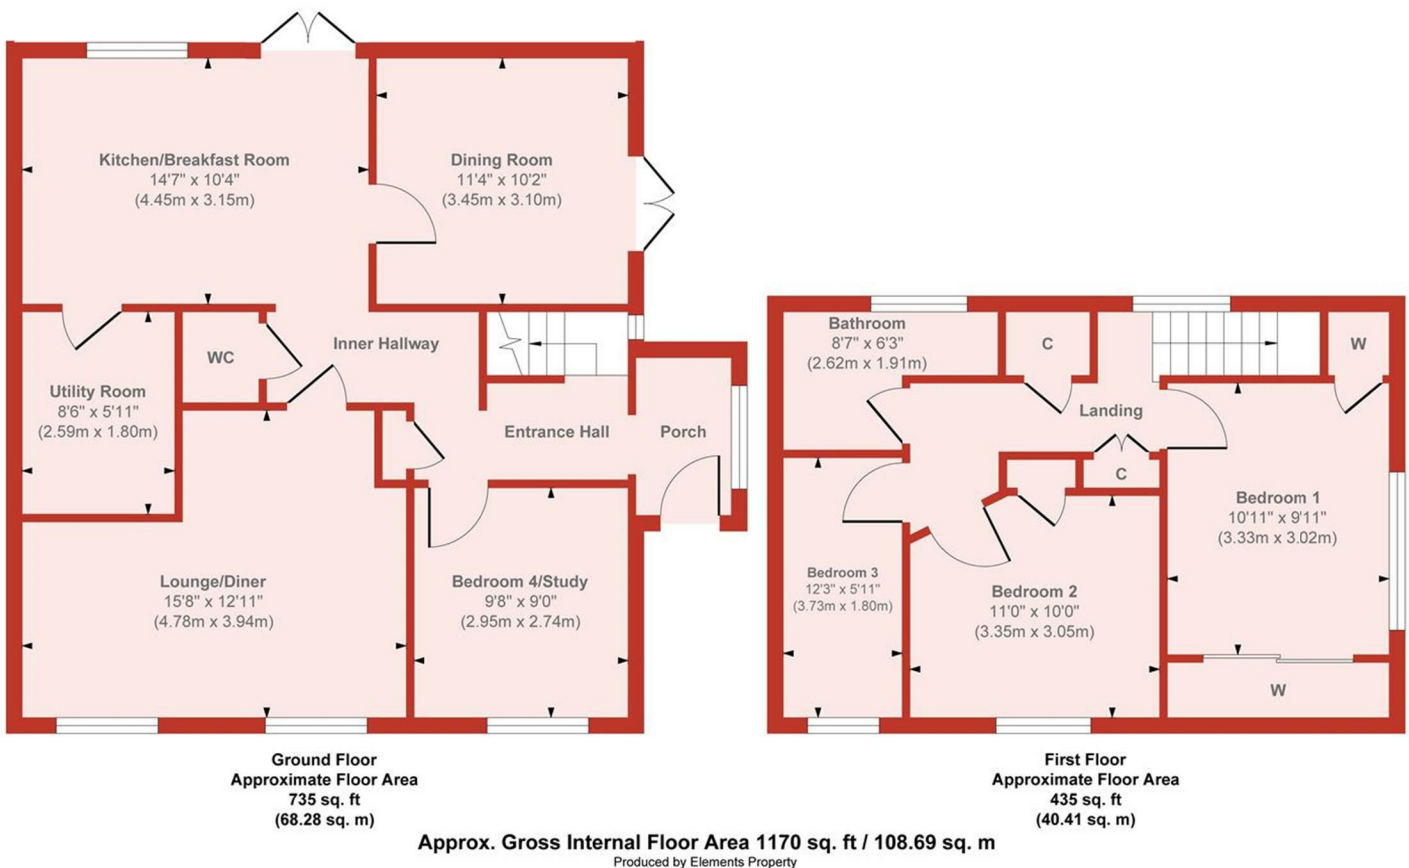 Kitchen/Breakfast Room
14'7" x 10'4"
(4.45m x 3.15m)
Dining Room
11'4" x 10'2"
(3.45m x 3.10m)
WC
Inner Hallway
Utility Room
8'6" x 5'11"
(2.59m x 1.80m)
Entrance Hall
Porch
Lounge/Diner
15'8" x 12'11"
(4.78m x 3.94m)
Bedroom 4/Study
9'8" x 9'0"
(2.95m x 2.74m)
Ground Floor
Approximate Floor Area
735 sq. ft
(68.28 sq. m)
Bathroom
8'7" x 6'3"
(2.62m x 1.91m)
C
W
Landing
C
Bedroom 1
10'11" x 9'11"
(3.33m x 3.02m)
Bedroom 3
12'3" x 5'11"
(3.73m x 1.80m)
Bedroom 2
11'0" x 10'0"
(3.35m x 3.05m)
W
First Floor
Approximate Floor Area
435 sq. ft
(40.41 sq. m)
Approx. Gross Internal Floor Area 1170 sq. ft / 108.69 sq. m
Produced by Elements Property